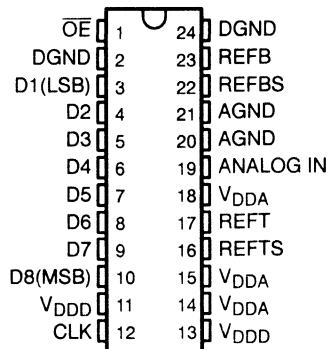 OE 1 24 DGND
DGND 2 23 REFB
D1(LSB) 3 22 REFBS
D2 4 21 AGND
D3 5 20 AGND
D4 6 19 ANALOG IN
D5 7 18 VDDA
D6 8 17 REFT
D7 9 16 REFTS
D8(MSB) 10 15 VDDA
VDDD 11 14 VDDA
CLK 12 13 VDDD